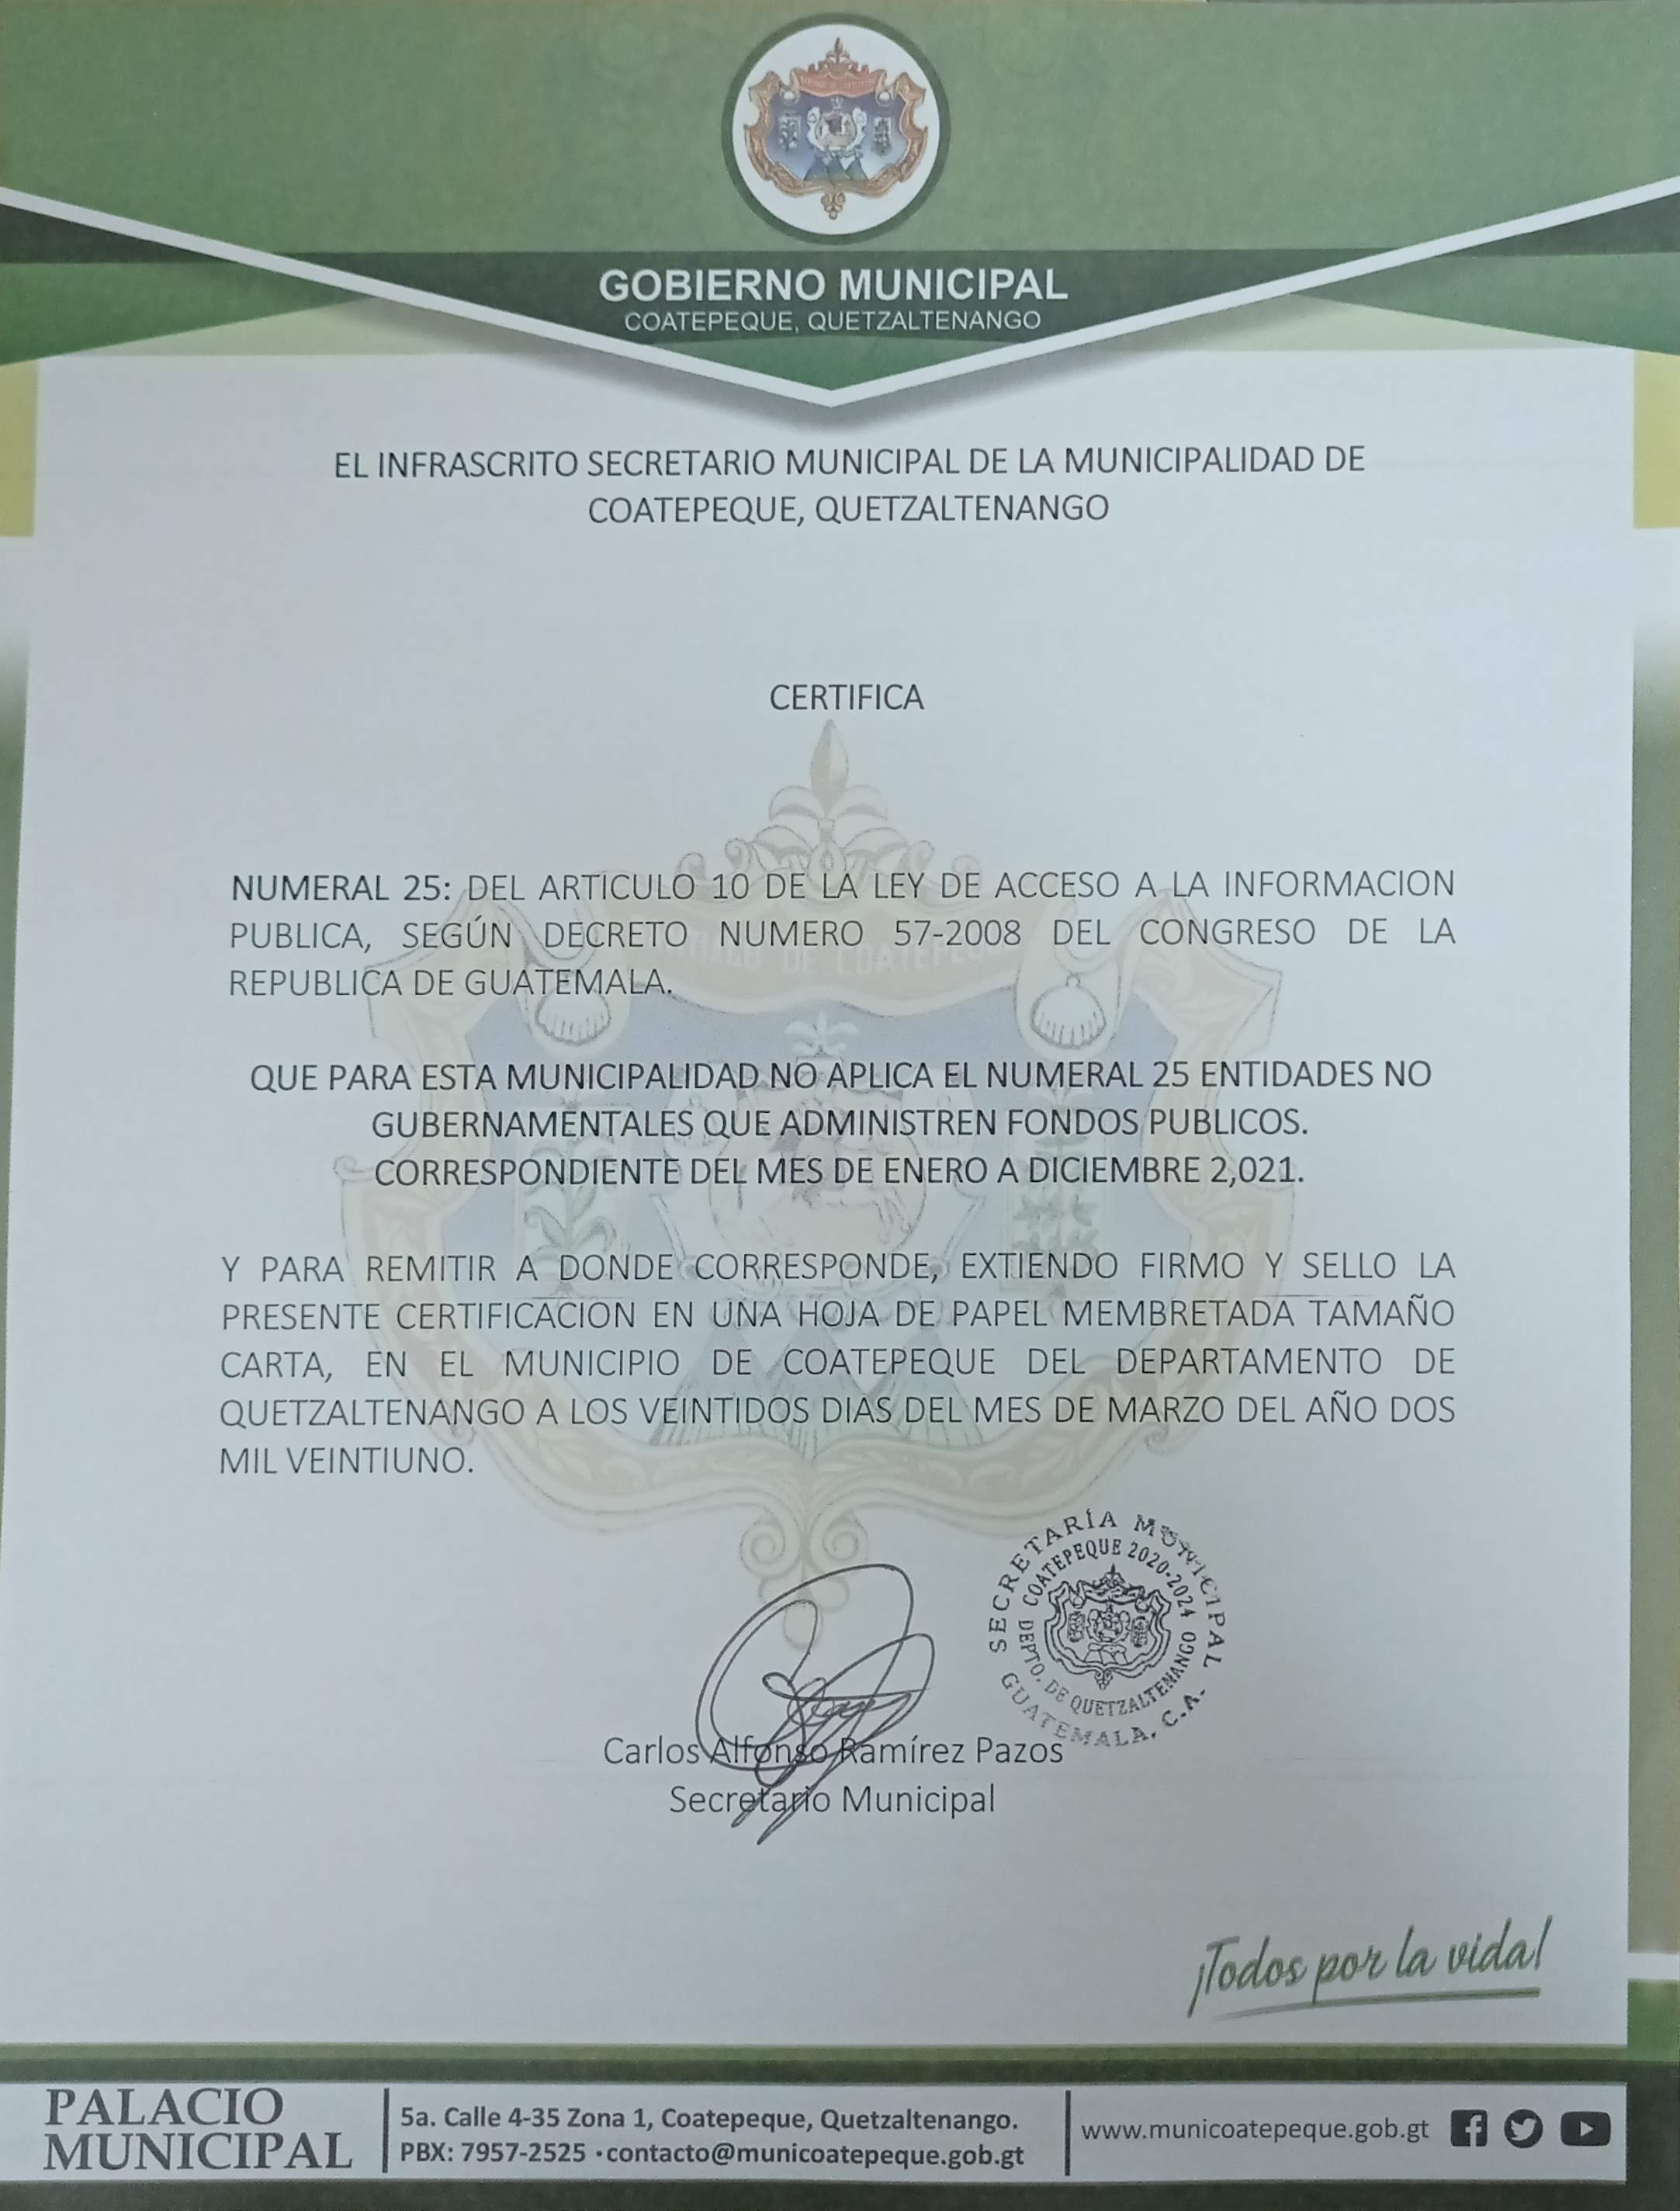 GOBIERNO MUNICIPAL
COATEPEQUE, QUETZALTENANGO
EL INFRASCRITO SECRETARIO MUNICIPAL DE LA MUNICIPALIDAD DE
COATEPEQUE, QUETZALTENANGO
CERTIFICA
NUMERAL 25: DEL ARTICULO 10 DE LA LEY DE ACCESO A LA INFORMACION
PUBLICA, SEGÚN DECRETO NUMERO 57-2008 DEL CONGRESO DE LA
REPUBLICA DE GUATEMALA.
QUE PARA ESTA MUNICIPALIDAD NO APLICA EL NUMERAL 25 ENTIDADES NO
GUBERNAMENTALES QUE ADMINISTREN FONDOS PUBLICOS.
CORRESPONDIENTE DEL MES DE ENERO A DICIEMBRE 2,021.
Y PARA REMITIR A DONDE CORRESPONDE, EXTIENDO FIRMO Y SELLO LA
PRESENTE CERTIFICACION EN UNA HOJA DE PAPEL MEMBRETADA TAMAÑO
CARTA, EN EL MUNICIPIO DE COATEPEQUE DEL DEPARTAMENTO DE
QUETZALTENANGO A LOS VEINTIDOS DIAS DEL MES DE MARZO DEL AÑO DOS
MIL VEINTIUNO.
SECRETARÍA MUNICIPAL
COATEPEQUE 2020-2024
DEPTO. DE QUETZALTENANGO
GUATEMALA, C.A.
Carlos Alfonso Ramírez Pazos
Secretario Municipal
¡Todos por la vida!
PALACIO
MUNICIPAL
5a. Calle 4-35 Zona 1, Coatepeque, Quetzaltenango.
PBX: 7957-2525 • contacto@municoatepeque.gob.gt
www.municoatepeque.gob.gt